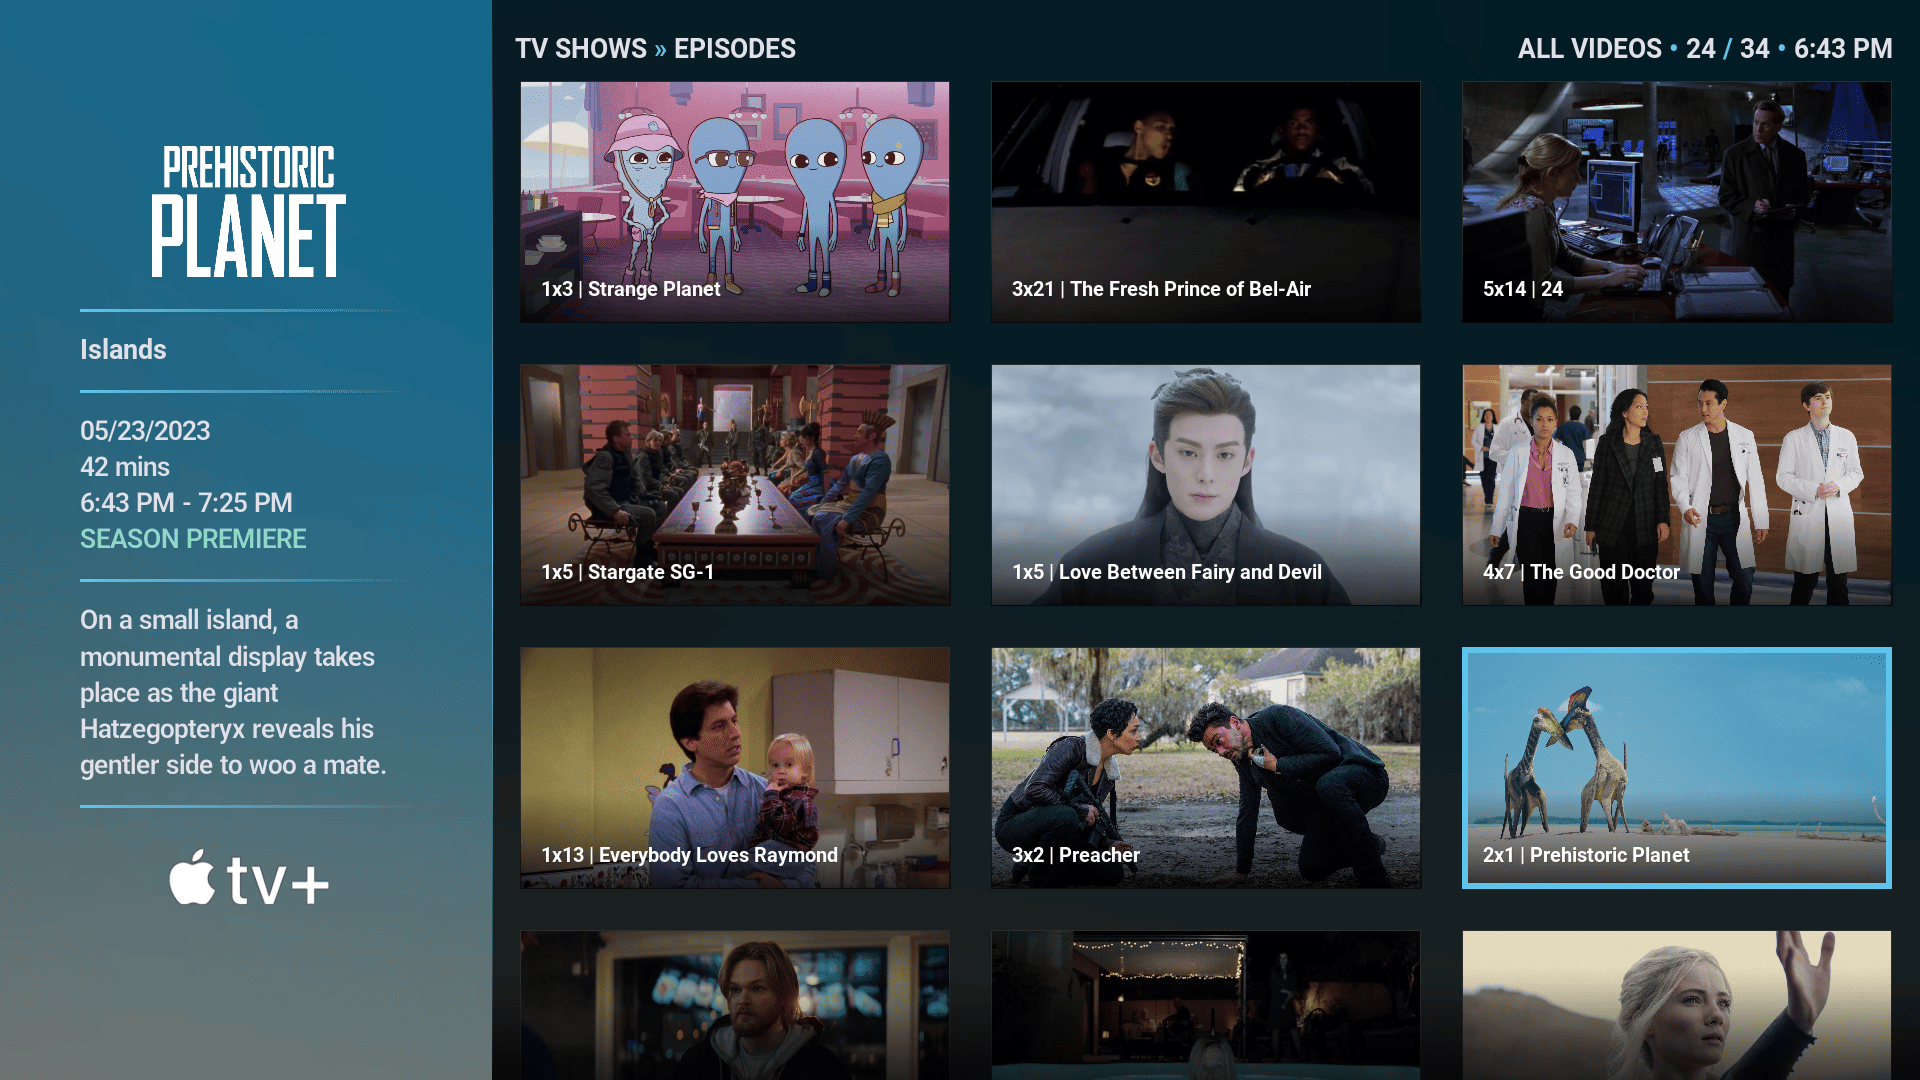 PREHISTORIC
PLANET
Islands
05/23/2023
42 mins
6:43 PM - 7:25 PM
SEASON PREMIERE
On a small island, a
monumental display takes
place as the giant
Hatzegopteryx reveals his
gentler side to woo a mate.
tv+
TV SHOWS » EPISODES
ALL VIDEOS • 24 / 34 • 6:43 PM
1x3 | Strange Planet
3x21 | The Fresh Prince of Bel-Air
5x14 | 24
1x5 | Stargate SG-1
1x5 | Love Between Fairy and Devil
4x7 | The Good Doctor
1x13 | Everybody Loves Raymond
3x2 | Preacher
2x1 | Prehistoric Planet